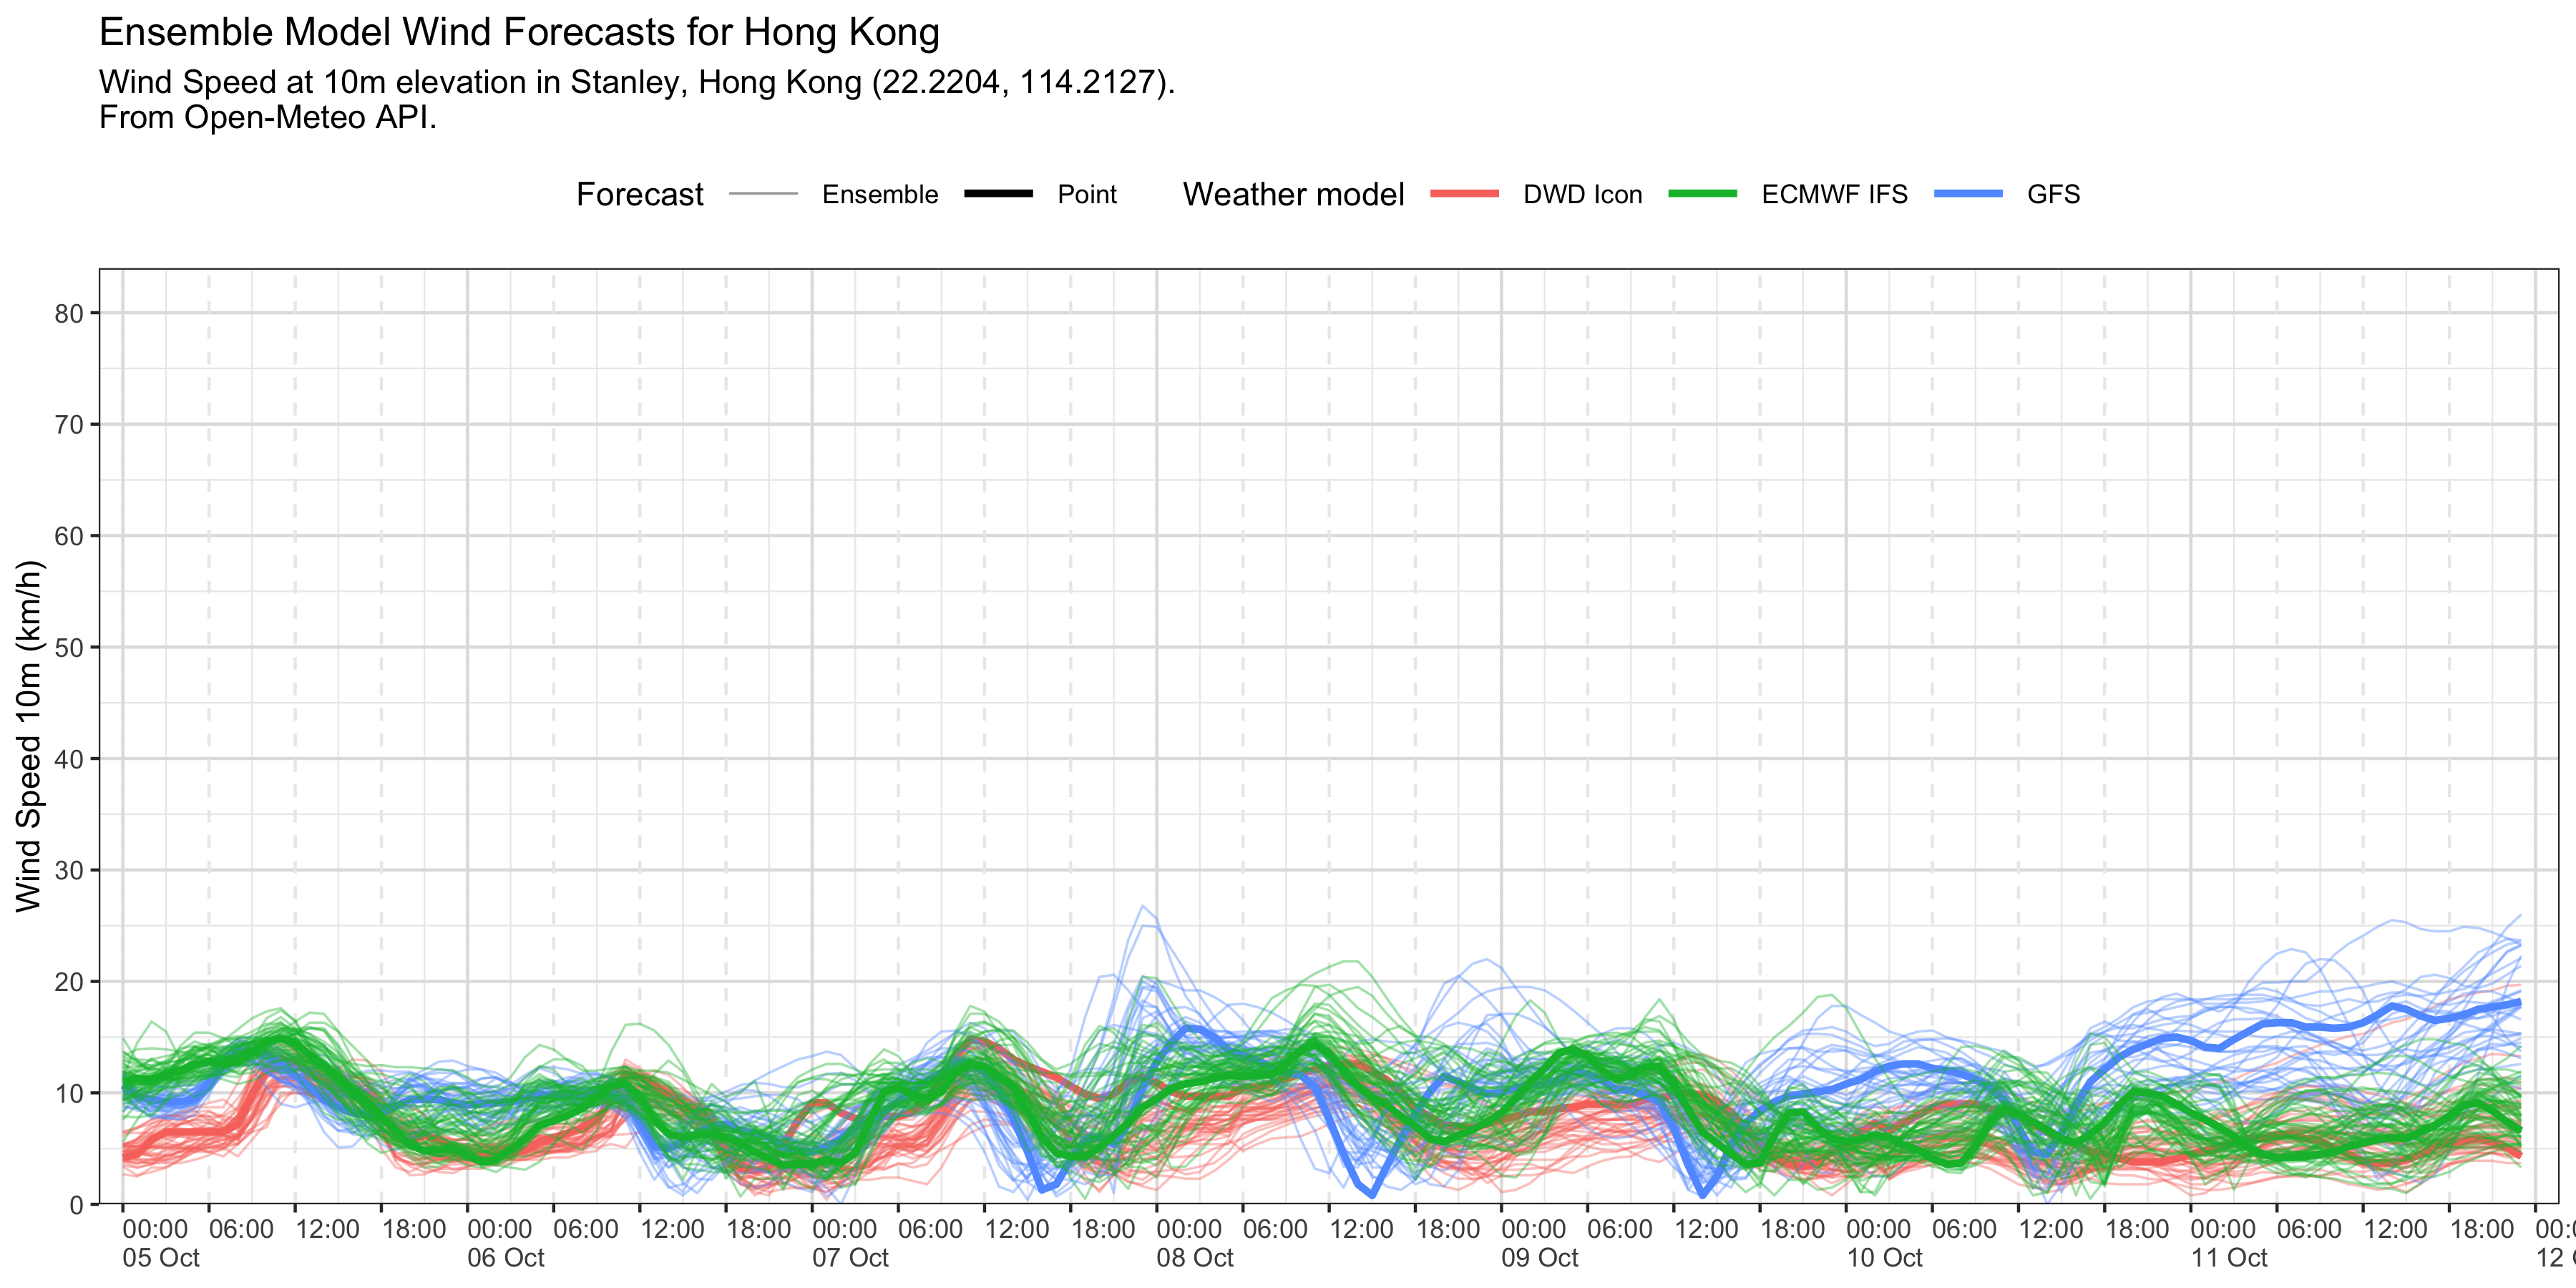 Ensemble Model Wind Forecasts for Hong Kong
Wind Speed at 10m elevation in Stanley, Hong Kong (22.2204, 114.2127).
From Open-Meteo API.
Forecast Ensemble Point Weather model DWD Icon ECMWF IFS GFS
Wind Speed 10m (km/h)
80
70
60
50
40
30
20
10
0
00:00 06:00 12:00 18:00 00:00 06:00 12:00 18:00 00:00 06:00 12:00 18:00 00:00 06:00 12:00 18:00 00:00 06:00 12:00 18:00 00:00 06:00 12:00 18:00 00:00 06:00 12:00 18:00
05 Oct 06 Oct 07 Oct 08 Oct 09 Oct 10 Oct 11 Oct 12